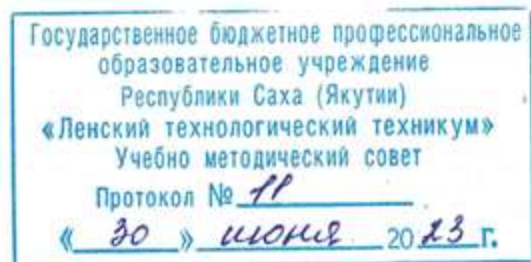 Государственное бюджетное профессиональное
образовательное учреждение
Республики Саха (Якутии)
«Ленский технологический техникум»
Учебно методический совет
Протокол № 11
« 30 » июня 2023 г.